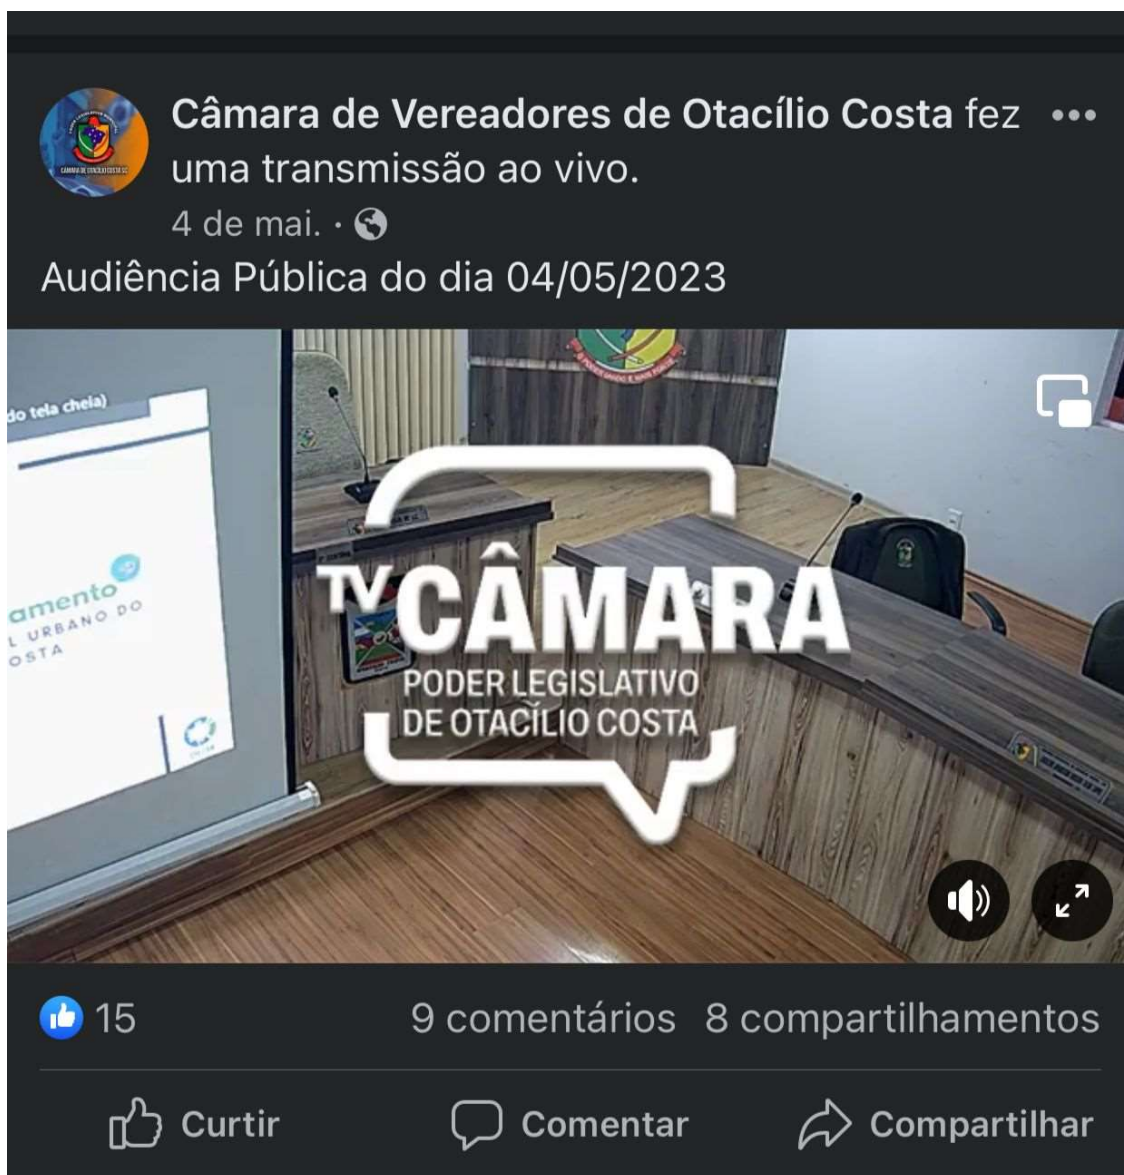 Câmara de Vereadores de Otacílio Costa fez
uma transmissão ao vivo.
4 de mai. ·
Audiência Pública do dia 04/05/2023
do tela cheia)
amento
L URBANO DO
OSTA
TV CÂMARA
PODER LEGISLATIVO
DE OTACÍLIO COSTA
15
9 comentários 8 compartilhamentos
Curtir Comentar Compartilhar